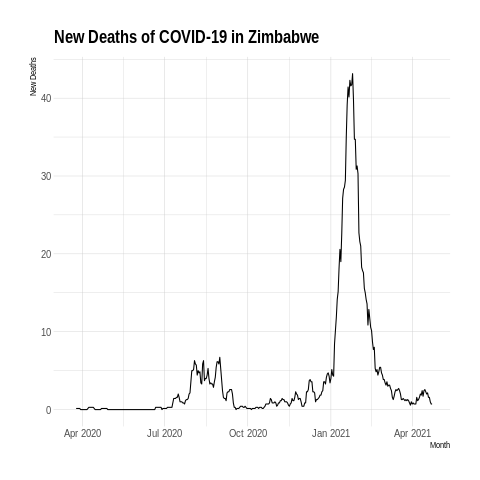 New Deaths of COVID-19 in Zimbabwe
New Deaths
40
30
20
10
0
Apr 2020 Jul 2020 Oct 2020 Jan 2021 Apr 2021
Month